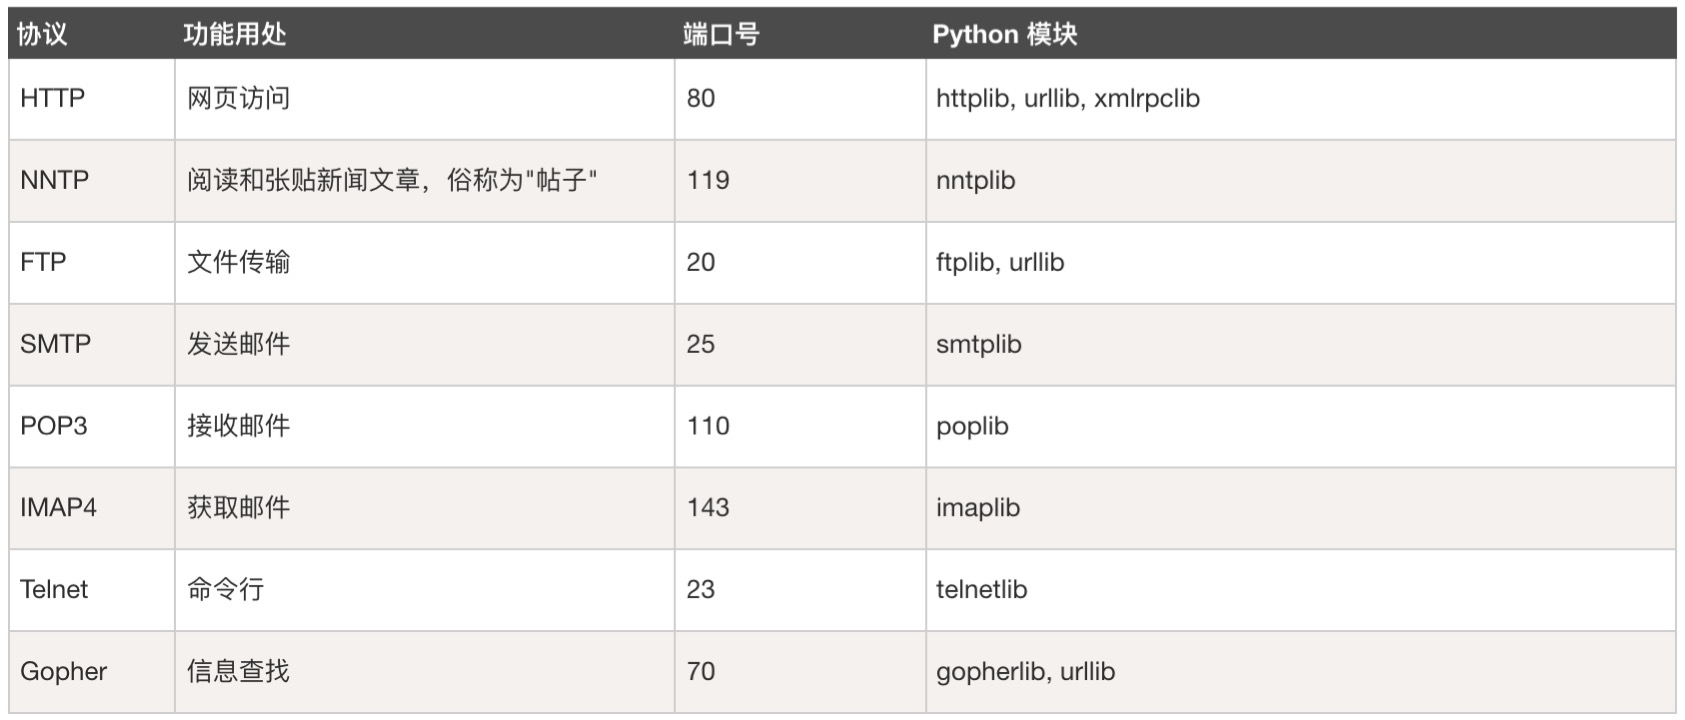 协议 功能用处 端口号 Python 模块
HTTP 网页访问 80 httplib, urllib, xmlrpclib
NNTP 阅读和张贴新闻文章，俗称为"帖子" 119 nntplib
FTP 文件传输 20 ftplib, urllib
SMTP 发送邮件 25 smtplib
POP3 接收邮件 110 poplib
IMAP4 获取邮件 143 imaplib
Telnet 命令行 23 telnetlib
Gopher 信息查找 70 gopherlib, urllib